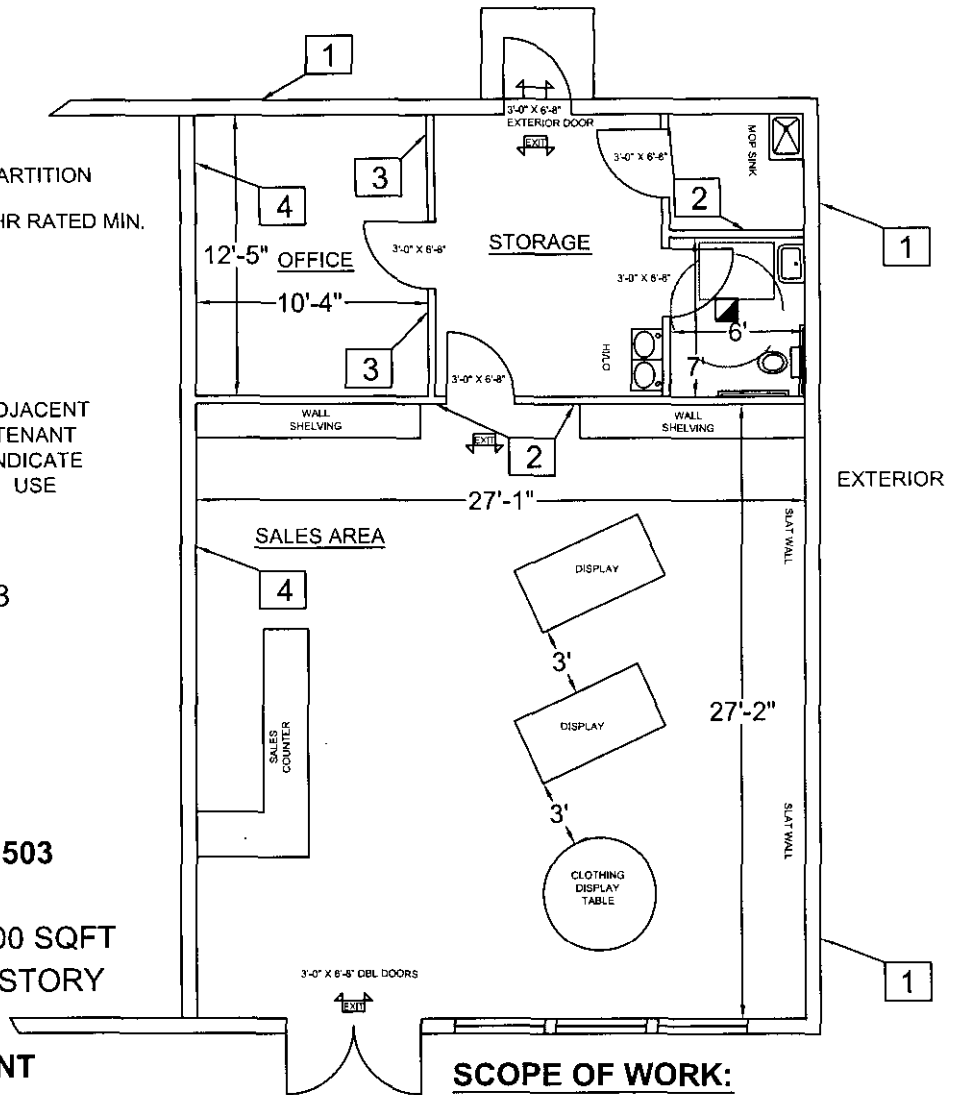 1
ARTITION
HR RATED MIN.
3'-0" X 6'-8"
EXTERIOR DOOR
EXIT
MOP SINK
3'-0" X 6'-8"
3
4
2
1
12'-5"
OFFICE
3'-0" X 6'-8"
STORAGE
10'-4"
3'-0" X 6'-8"
6'
7'
HI/LO
3
3'-0" X 6'-8"
DJACENT
TENANT
NDICATE
USE
WALL
SHELVING
EXIT
2
WALL
SHELVING
27'-1"
EXTERIOR
SALES AREA
SLAT WALL
DISPLAY
4
3
3'
27'-2"
DISPLAY
SALES
COUNTER
3'
SLAT WALL
503
CLOTHING
DISPLAY
TABLE
00 SQFT
STORY
3'-0" X 6'-8" DBL DOORS
EXIT
1
NT
SCOPE OF WORK: